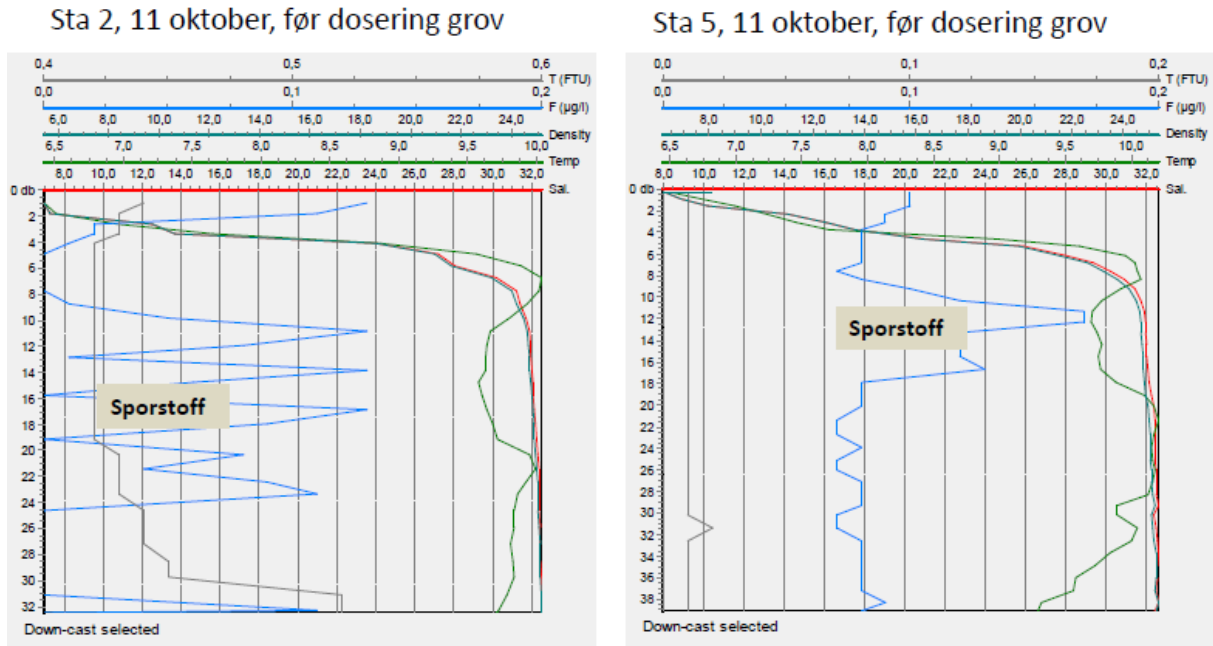 Sta 2, 11 oktober, før dosering grov
0,4 0,5 0,6
T (FTU)
0,0 0,1 0,2
F (µg/l)
6,0 8,0 10,0 12,0 14,0 16,0 18,0 20,0 22,0 24,0
Density
6,5 7,0 7,5 8,0 8,5 9,0 9,5 10,0
Temp
8,0 10,0 12,0 14,0 16,0 18,0 20,0 22,0 24,0 26,0 28,0 30,0 32,0
0 db Sal.
2
4
6
8
10
12
14
16
Sporstoff
18
20
22
24
26
28
30
32
Down-cast selected
Sta 5, 11 oktober, før dosering grov
0,0 0,1 0,2
T (FTU)
0,0 0,1 0,2
F (µg/l)
8,0 10,0 12,0 14,0 16,0 18,0 20,0 22,0 24,0
Density
6,5 7,0 7,5 8,0 8,5 9,0 9,5 10,0
Temp
8,0 10,0 12,0 14,0 16,0 18,0 20,0 22,0 24,0 26,0 28,0 30,0 32,0
0 db Sal.
2
4
6
8
10
12
Sporstoff
14
16
18
20
22
24
26
28
30
32
34
36
38
Down-cast selected